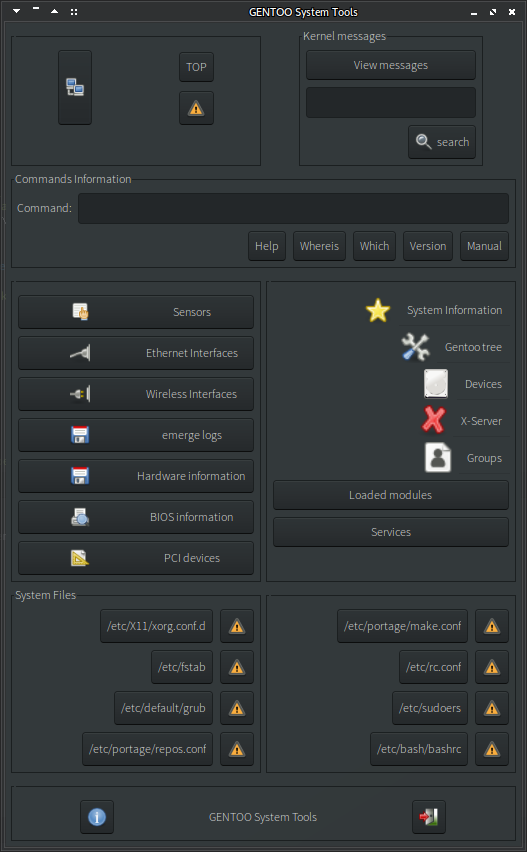 GENTOO System Tools
Kernel messages
TOP
View messages
search
Commands Information
Command:
Help
Whereis
Which
Version
Manual
Sensors
Ethernet Interfaces
Wireless Interfaces
emerge logs
Hardware information
BIOS information
PCI devices
System Information
Gentoo tree
Devices
X-Server
Groups
Loaded modules
Services
System Files
/etc/X11/xorg.conf.d
/etc/fstab
/etc/default/grub
/etc/portage/repos.conf
/etc/portage/make.conf
/etc/rc.conf
/etc/sudoers
/etc/bash/bashrc
GENTOO System Tools